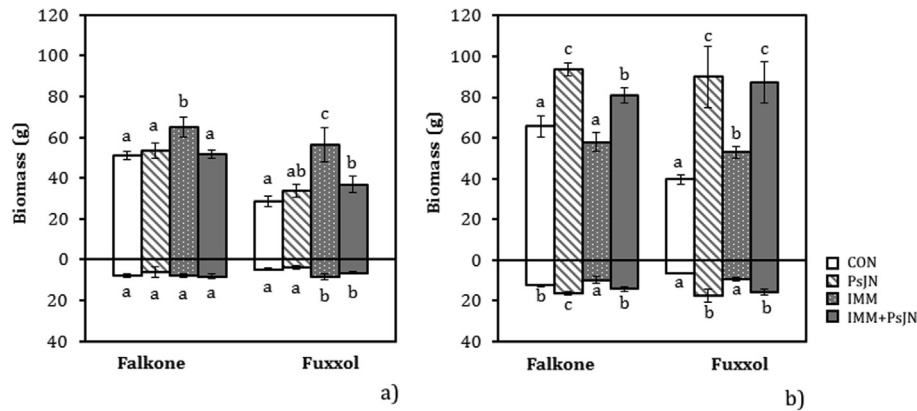 120
100
80
60
40
20
0
20
40
Biomass (g)
a a b a
a ab c b
a a a a
a a b b
Falkone Fuxxol
a)
120
100
80
60
40
20
0
20
40
Biomass (g)
a c a b
a c b c
b c a b
a b a b
Falkone Fuxxol
b)
CON
PsJN
IMM
IMM+PsJN